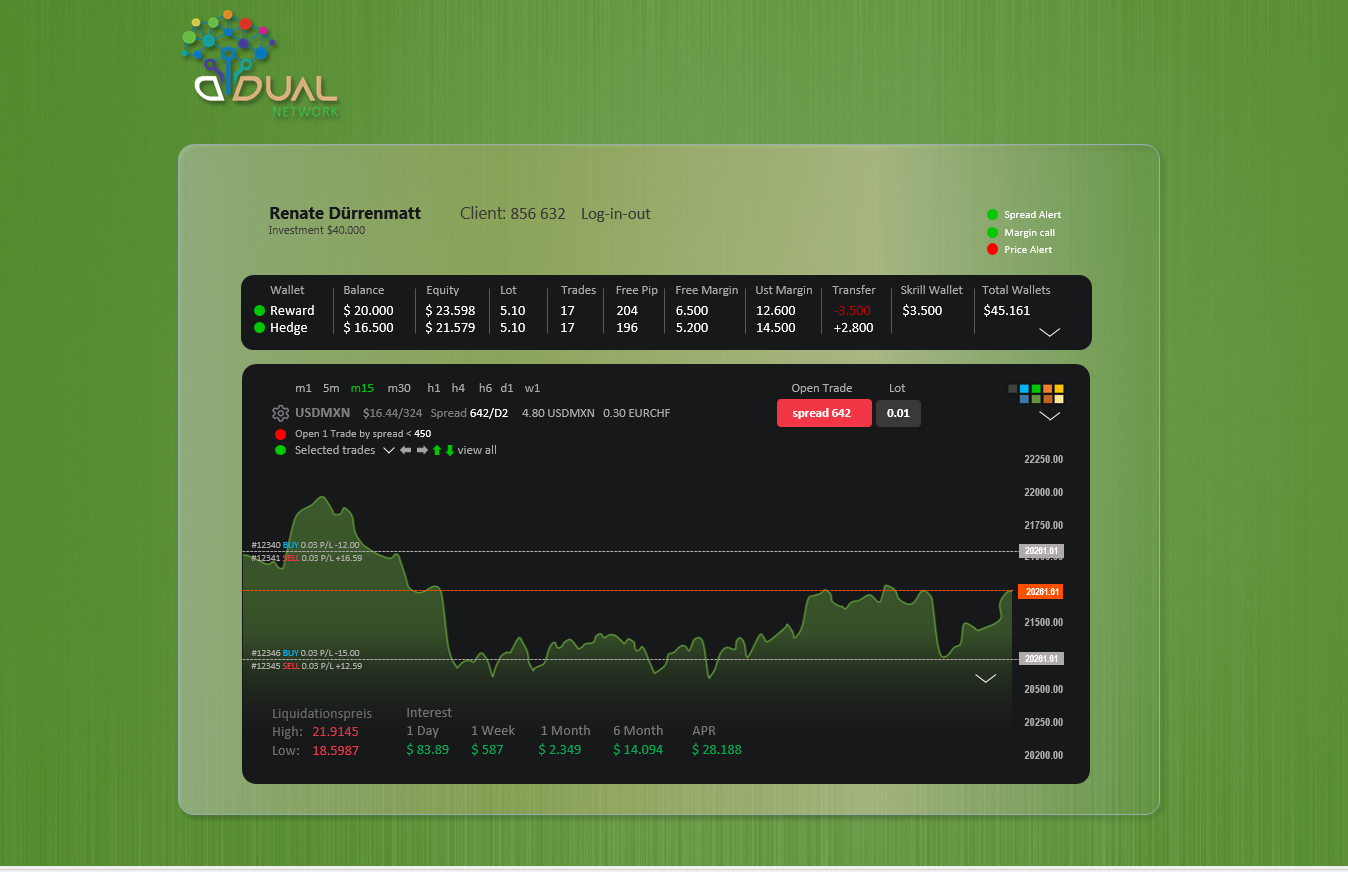 DUAL
NETWORK
Renate Dürrenmatt Client: 856 632 Log-in-out
Investment $40.000
Spread Alert
Margin call
Price Alert
Wallet Balance Equity Lot Trades Free Pip Free Margin Ust Margin Transfer Skrill Wallet Total Wallets
Reward $ 20.000 $ 23.598 5.10 17 204 6.500 12.600 -3.500 $3.500 $45.161
Hedge $ 16.500 $ 21.579 5.10 17 196 5.200 14.500 +2.800
m1 5m m15 m30 h1 h4 h6 d1 w1 Open Trade Lot
USDMXN $16.44/324 Spread 642/D2 4.80 USDMXN 0.30 EURCHF spread 642 0.01
Open 1 Trade by spread < 450
Selected trades view all
22250.00
22000.00
21750.00
#12340 BUY 0.03 P/L -12.00
20261.61
#12341 SELL 0.03 P/L +16.59
20261.61
21500.00
#12346 BUY 0.03 P/L -15.00
20261.61
#12345 SELL 0.03 P/L +12.59
20500.00
Liquidationspreis Interest
20250.00
High: 21.9145 1 Day 1 Week 1 Month 6 Month APR
Low: 18.5987 $ 83.89 $ 587 $ 2.349 $ 14.094 $ 28.188
20200.00